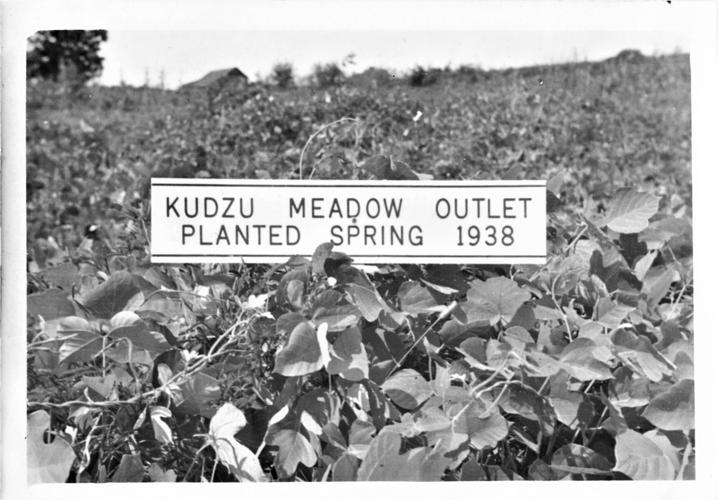 KUDZU MEADOW OUTLET
PLANTED SPRING 1938